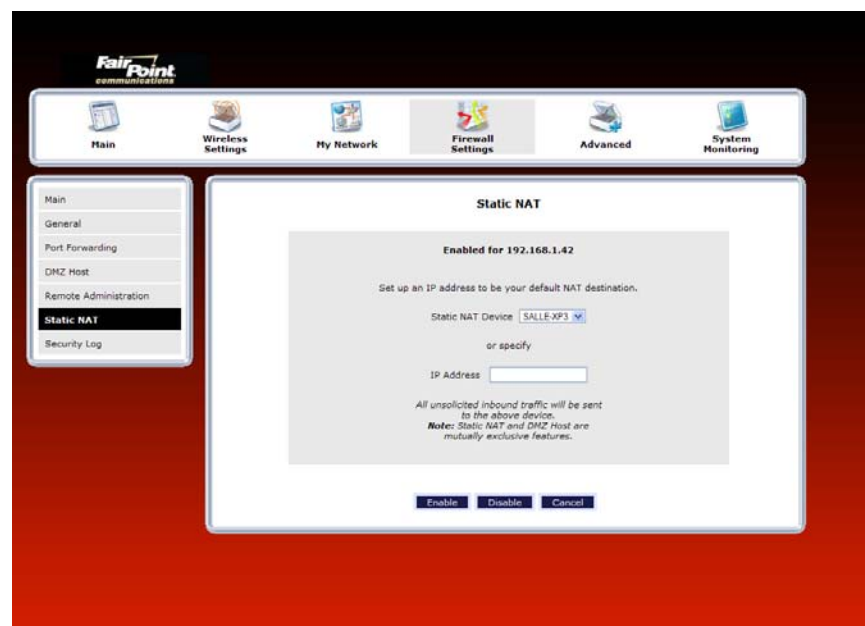 FairPoint
communications
Main
Wireless
Settings
My Network
Firewall
Settings
Advanced
System
Monitoring
Main
General
Port Forwarding
DMZ Host
Remote Administration
Static NAT
Security Log
Static NAT
Enabled for 192.168.1.42
Set up an IP address to be your default NAT destination.
Static NAT Device SALLE-XP3
or specify
IP Address
All unsolicited inbound traffic will be sent
to the above device.
Note: Static NAT and DMZ Host are
mutually exclusive features.
Enable Disable Cancel